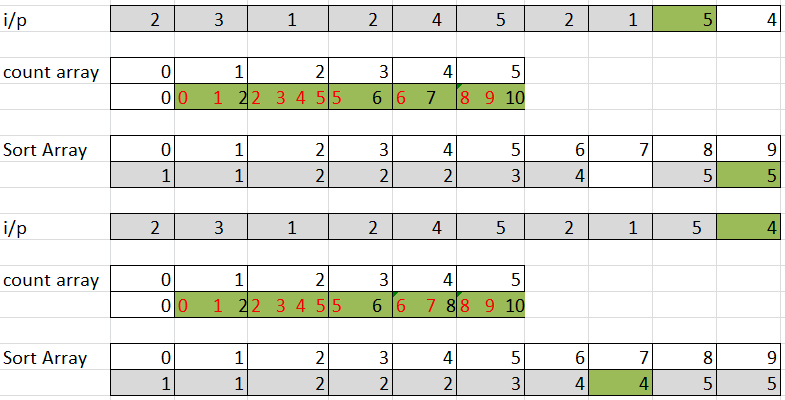 i/p 2 3 1 2 4 5 2 1 5 4
count array 0 1 2 3 4 5
0 0 1 2 2 3 4 5 5 6 6 7 8 9 10
Sort Array 0 1 2 3 4 5 6 7 8 9
1 1 2 2 2 3 4 5 5
i/p 2 3 1 2 4 5 2 1 5 4
count array 0 1 2 3 4 5
0 0 1 2 2 3 4 5 5 6 6 7 8 8 9 10
Sort Array 0 1 2 3 4 5 6 7 8 9
1 1 2 2 2 3 4 4 5 5